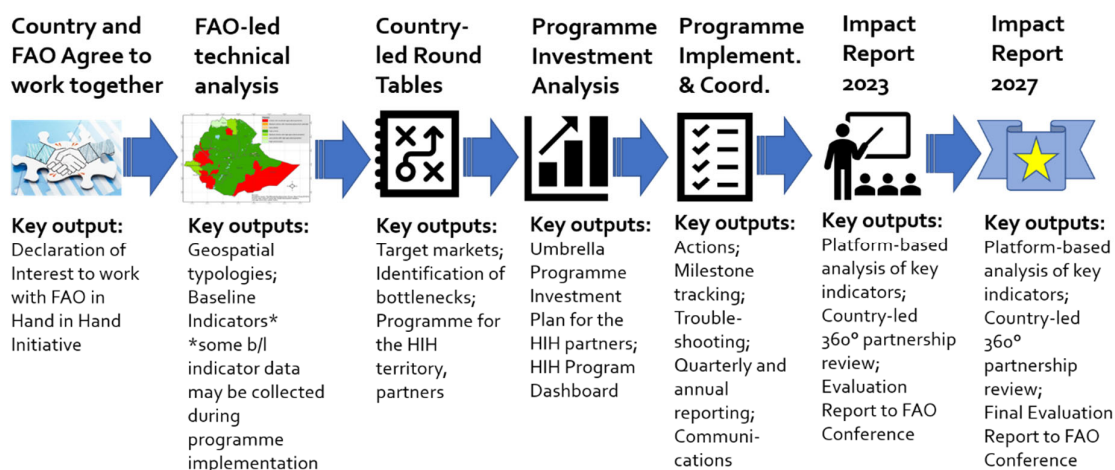 Country and
FAO Agree to
work together
FAO-led
technical
analysis
Country-
led Round
Tables
Programme
Investment
Analysis
Programme
Implement.
& Coord.
Impact
Report
2023
Impact
Report
2027
Key output:
Declaration of
Interest to work
with FAO in
Hand in Hand
Initiative
Key outputs:
Geospatial
typologies;
Baseline
Indicators*
*some b/l
indicator data
may be collected
during
programme
implementation
Key outputs:
Target markets;
Identification of
bottlenecks;
Programme for
the HIH
territory,
partners
Key outputs:
Umbrella
Programme
Investment
Plan for the
HIH partners;
HIH Program
Dashboard
Key outputs:
Actions;
Milestone
tracking;
Trouble-
shooting;
Quarterly and
annual
reporting;
Communi-
cations
Key outputs:
Platform-based
analysis of key
indicators;
Country-led
360° partnership
review;
Evaluation
Report to FAO
Conference
Key outputs:
Platform-based
analysis of key
indicators;
Country-led
360°
partnership
review;
Final Evaluation
Report to FAO
Conference